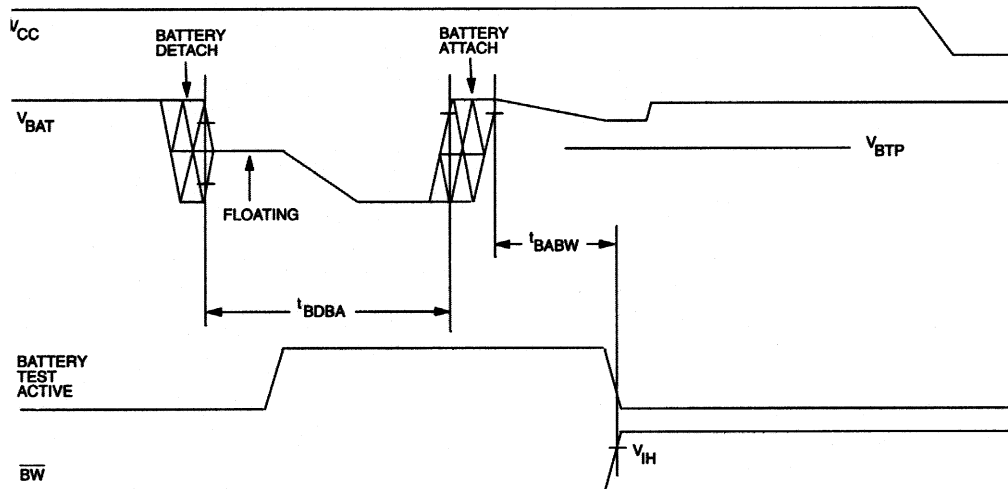 VCC
BATTERY
DETACH
BATTERY
ATTACH
VBAT
VBTP
FLOATING
tBABW
tBDBA
BATTERY
TEST
ACTIVE
VIH
BW